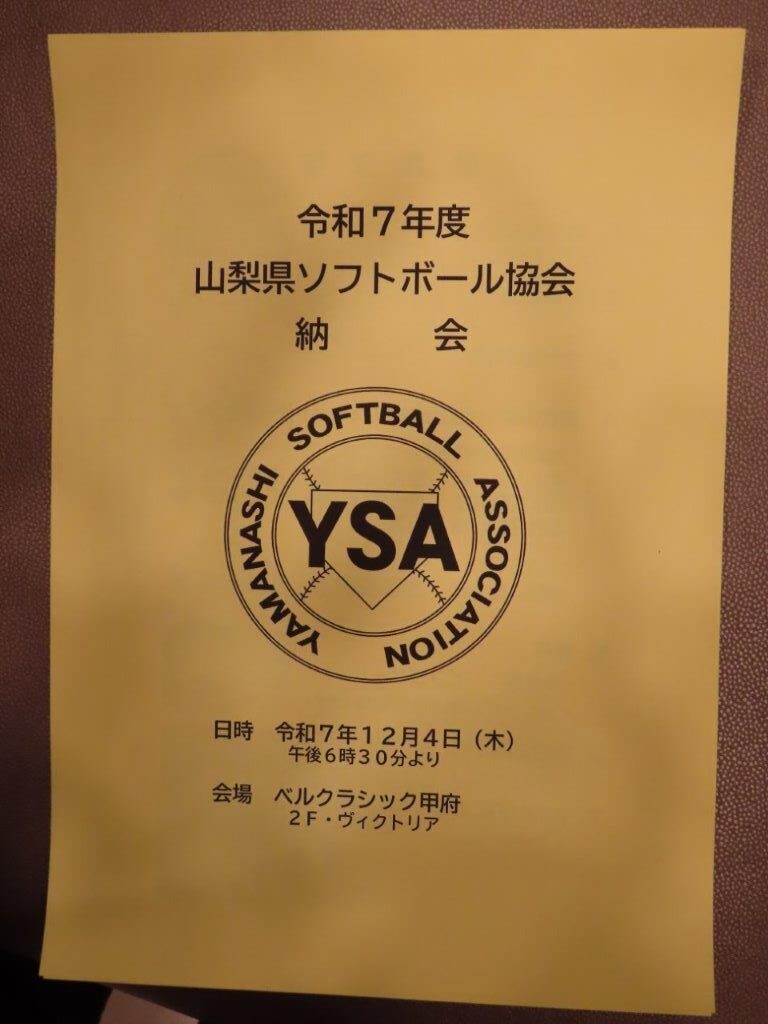 令和７年度
山梨県ソフトボール協会
納　　　会
YAMANASHI SOFTBALL ASSOCIATION
YSA
日時　令和７年１２月４日（木）
午後６時３０分より
会場　ベルクラシック甲府
２Ｆ・ヴィクトリア